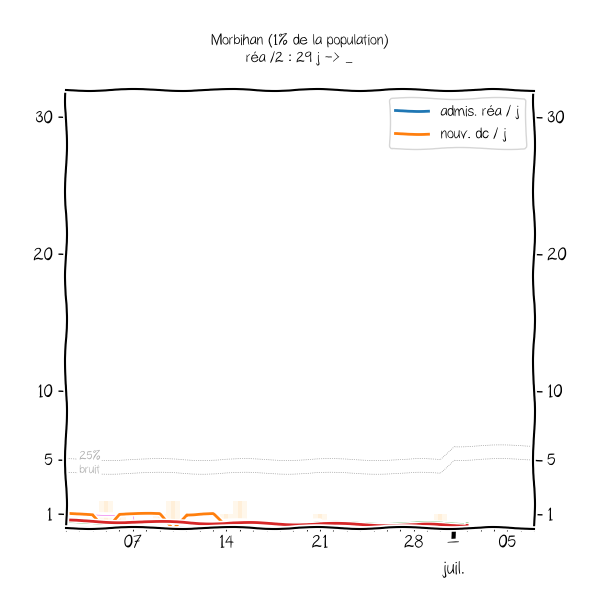 Morbihan (1% de la population)
réa /2 : 29 j -> _
admis. réa / j
nouv. dc / j
30
30
20
20
10
10
25%
5
5
bruit
1
1
07
14
21
28
05
juil.